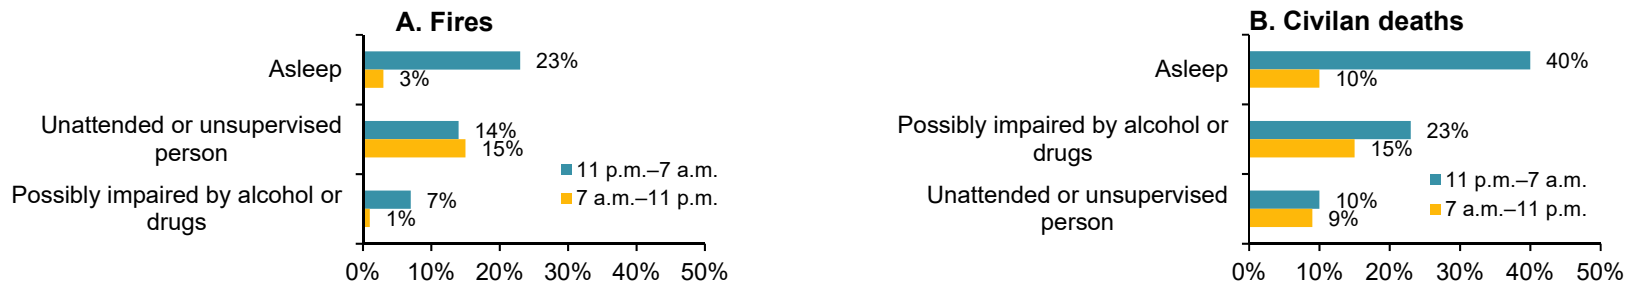 A. Fires
Asleep
23%
3%
Unattended or unsupervised
person
14%
15%
Possibly impaired by alcohol or
drugs
7%
1%
11 p.m.–7 a.m.
7 a.m.–11 p.m.
0% 10% 20% 30% 40% 50%
B. Civilan deaths
Asleep
40%
10%
Possibly impaired by alcohol or
drugs
23%
15%
Unattended or unsupervised
person
10%
9%
11 p.m.–7 a.m.
7 a.m.–11 p.m.
0% 10% 20% 30% 40% 50%